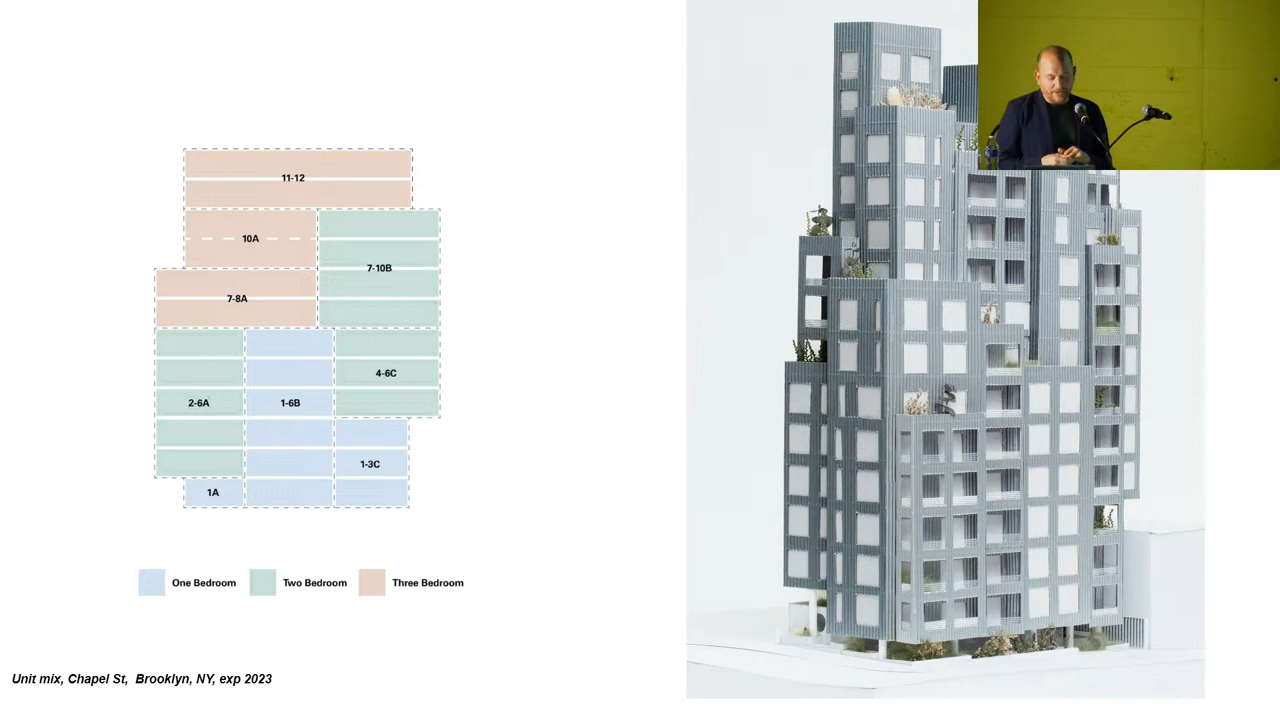 11-12
10A
7-10B
7-8A
4-6C
2-6A
1-6B
1-3C
1A
One Bedroom
Two Bedroom
Three Bedroom
Unit mix, Chapel St, Brooklyn, NY, exp 2023